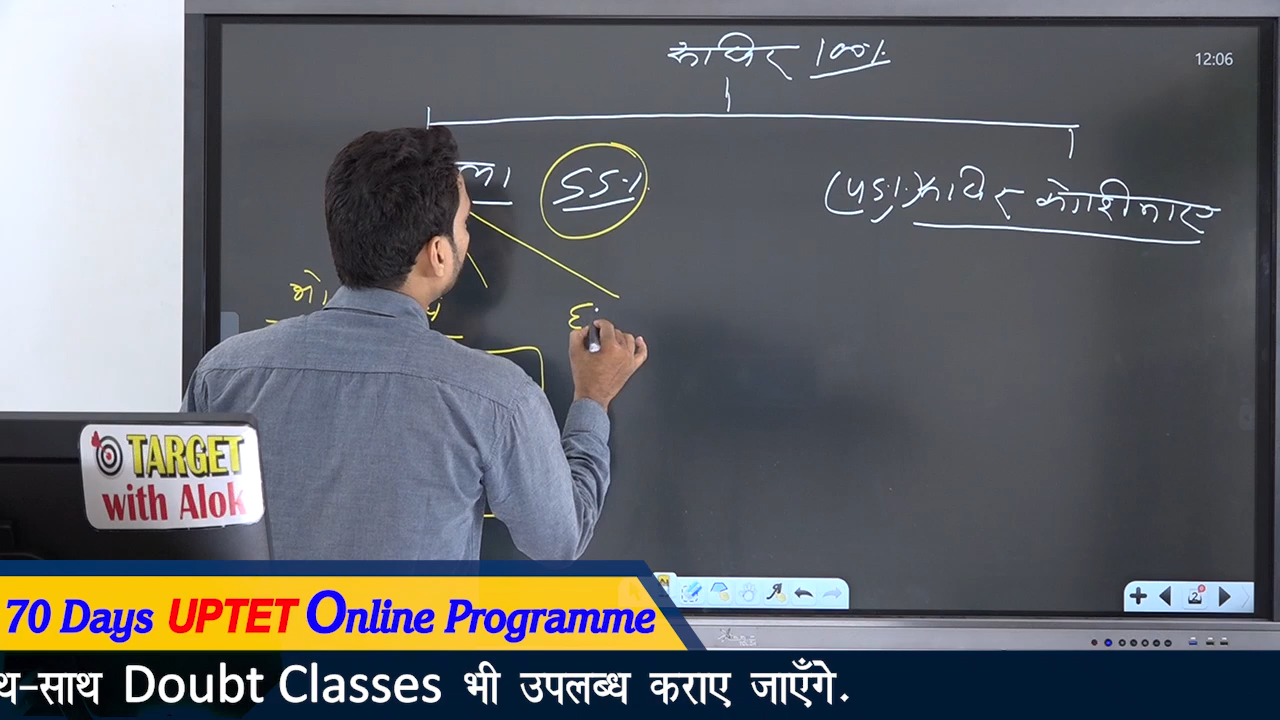 रुधिर 100%
12:06
55%
(45%) रुधिर कोशिकाएं
TARGET
with Alok
70 Days UPTET Online Programme
थ-साथ Doubt Classes भी उपलब्ध कराए जाएँगे.